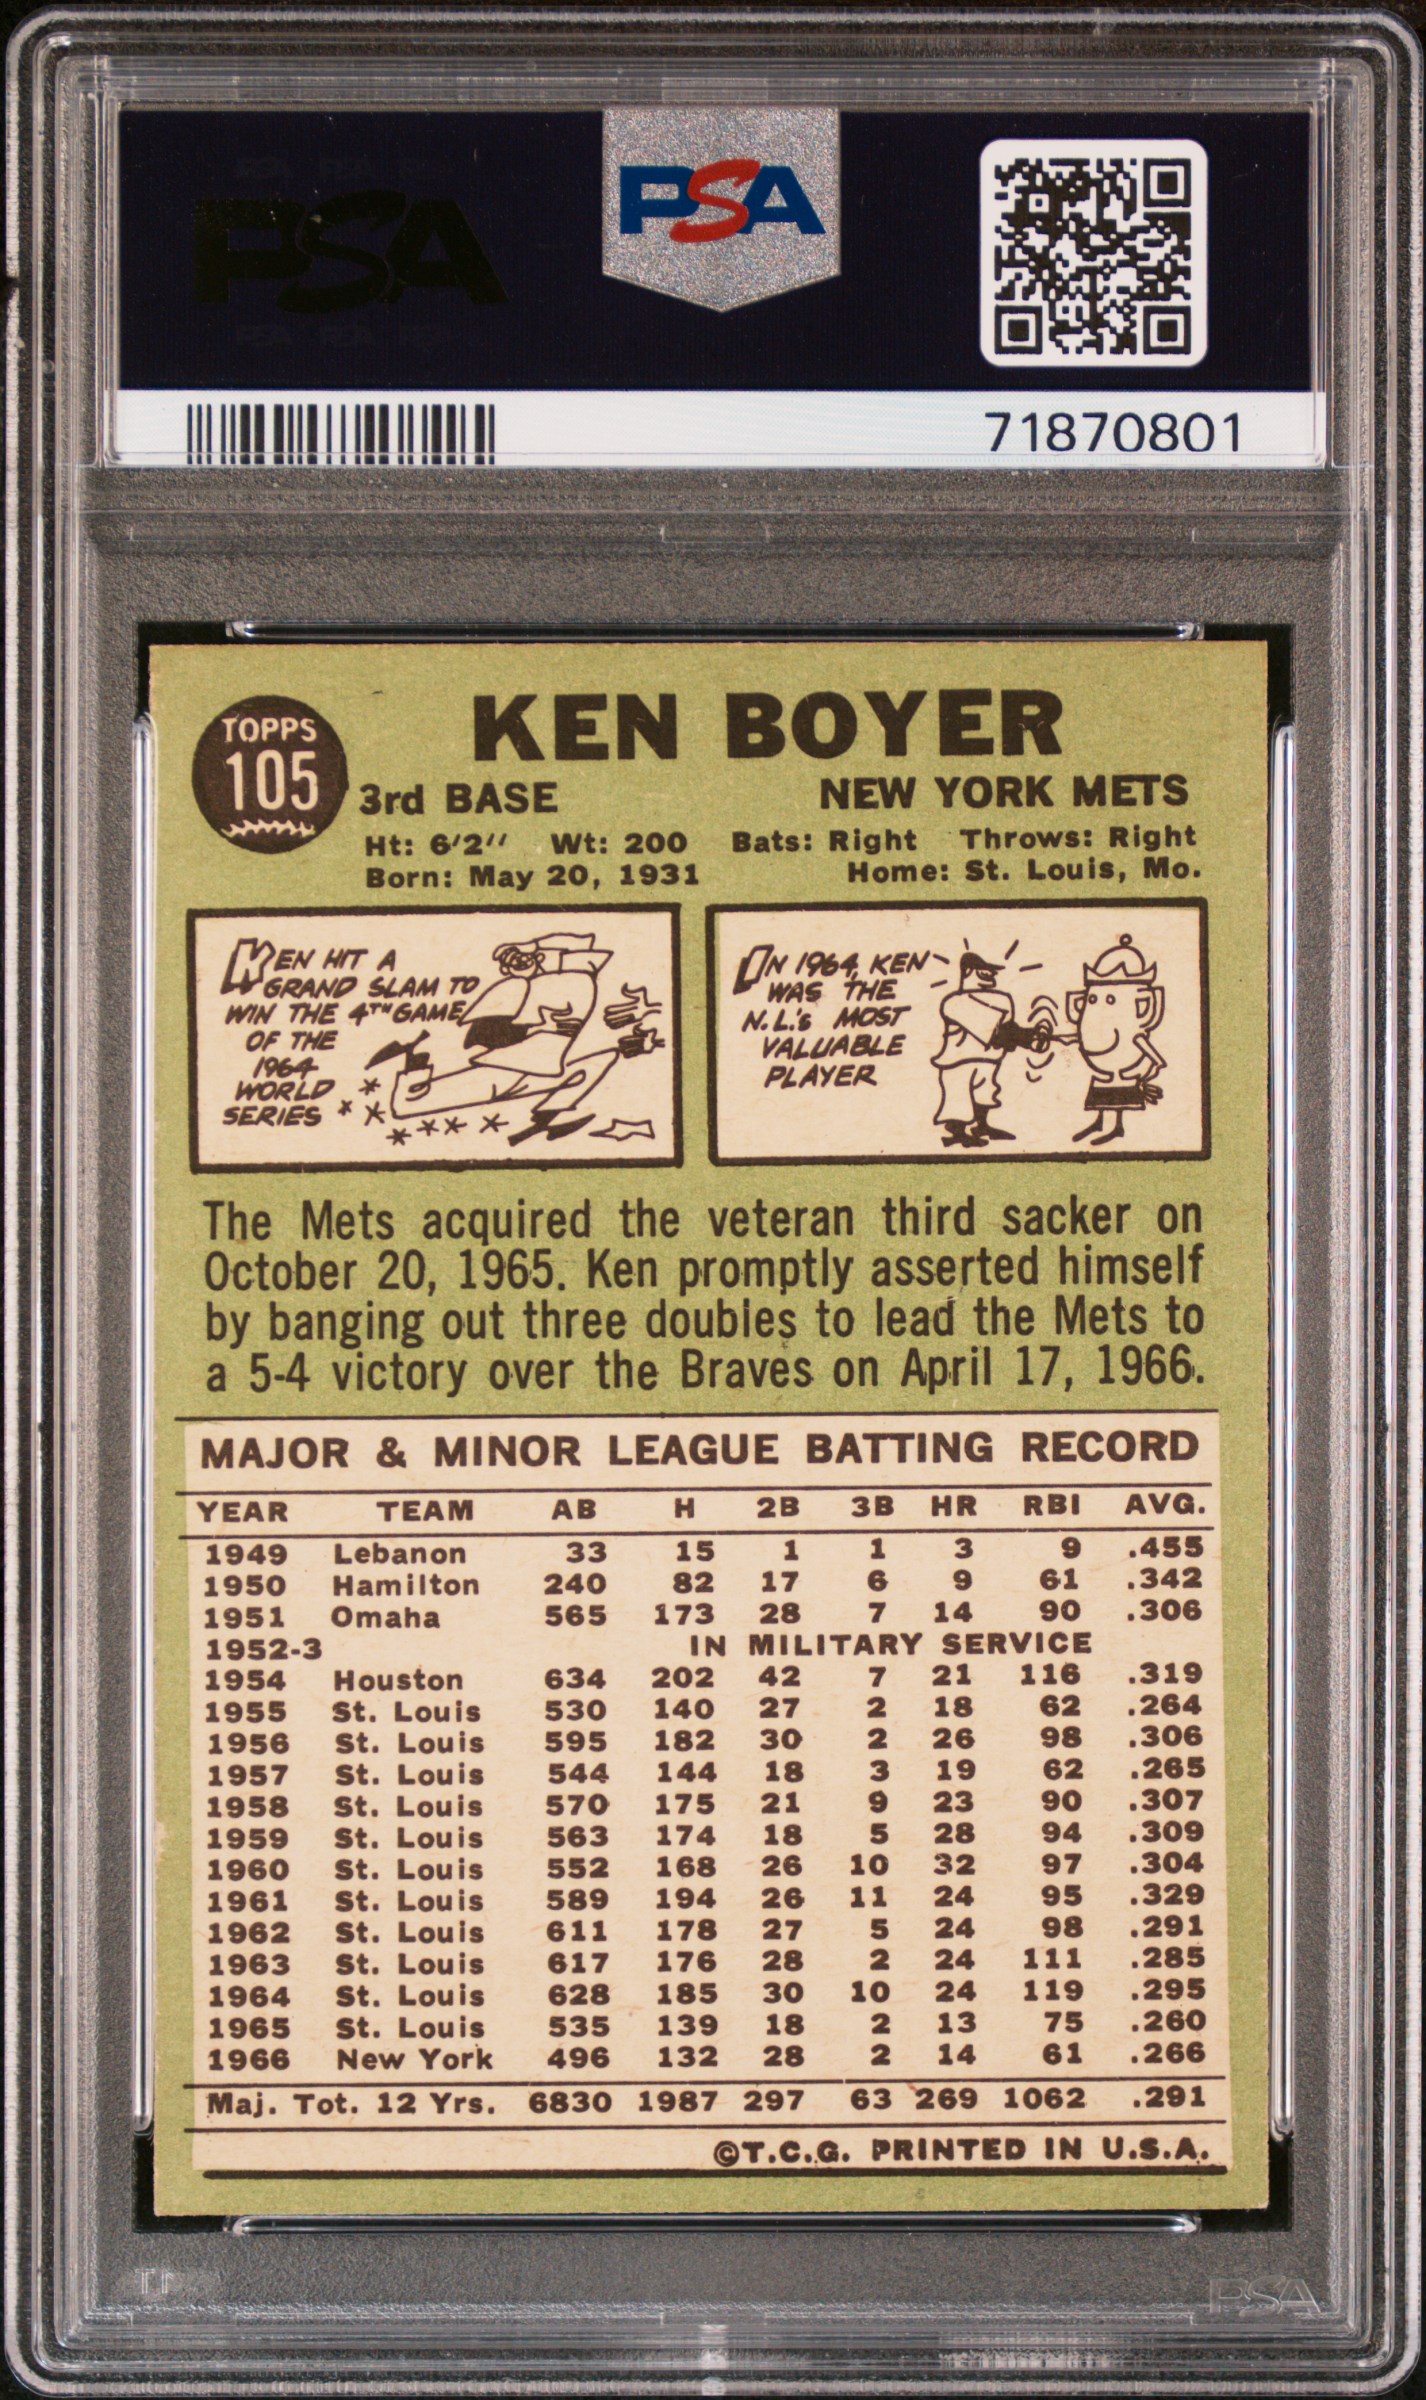 PSA
PSA
71870801
TOPPS
105
KEN BOYER
3rd BASE NEW YORK METS
Ht: 6'2'' Wt: 200 Bats: Right Throws: Right
Born: May 20, 1931 Home: St. Louis, Mo.
KEN HIT A
GRAND SLAM TO
WIN THE 4TH GAME
OF THE
1964
WORLD
SERIES
IN 1964, KEN
WAS THE
N.L.'s MOST
VALUABLE
PLAYER
The Mets acquired the veteran third sacker on
October 20, 1965. Ken promptly asserted himself
by banging out three doubles to lead the Mets to
a 5-4 victory over the Braves on April 17, 1966.
MAJOR & MINOR LEAGUE BATTING RECORD
YEAR TEAM AB H 2B 3B HR RBI AVG.
1949 Lebanon 33 15 1 1 3 9 .455
1950 Hamilton 240 82 17 6 9 61 .342
1951 Omaha 565 173 28 7 14 90 .306
1952-3 IN MILITARY SERVICE
1954 Houston 634 202 42 7 21 116 .319
1955 St. Louis 530 140 27 2 18 62 .264
1956 St. Louis 595 182 30 2 26 98 .306
1957 St. Louis 544 144 18 3 19 62 .265
1958 St. Louis 570 175 21 9 23 90 .307
1959 St. Louis 563 174 18 5 28 94 .309
1960 St. Louis 552 168 26 10 32 97 .304
1961 St. Louis 589 194 26 11 24 95 .329
1962 St. Louis 611 178 27 5 24 98 .291
1963 St. Louis 617 176 28 2 24 111 .285
1964 St. Louis 628 185 30 10 24 119 .295
1965 St. Louis 535 139 18 2 13 75 .260
1966 New York 496 132 28 2 14 61 .266
Maj. Tot. 12 Yrs. 6830 1987 297 63 269 1062 .291
©T.C.G. PRINTED IN U.S.A.
PSA